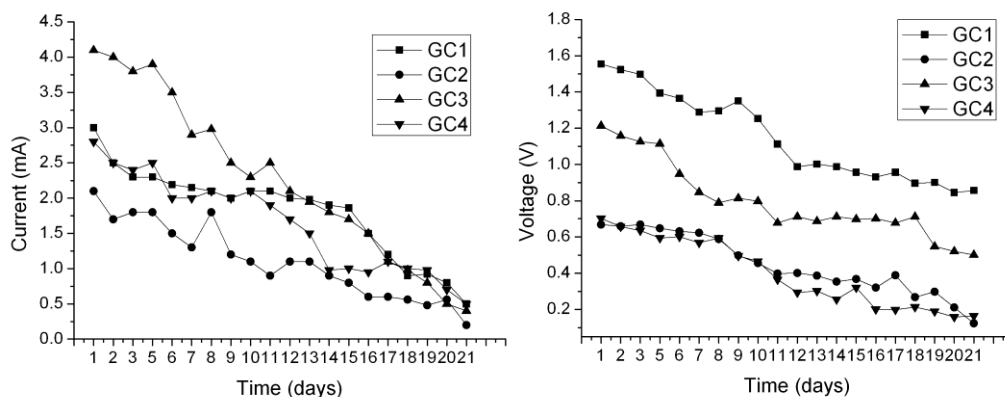 4.5
4.0
3.5
3.0
2.5
2.0
1.5
1.0
0.5
0.0
Current (mA)
GC1
GC2
GC3
GC4
1 2 3 5 6 7 8 9 10 11 12 13 14 15 16 17 18 19 20 21
Time (days)
1.8
1.6
1.4
1.2
1.0
0.8
0.6
0.4
0.2
Voltage (V)
GC1
GC2
GC3
GC4
1 2 3 5 6 7 8 9 10 11 12 13 14 15 16 17 18 19 20 21
Time (days)